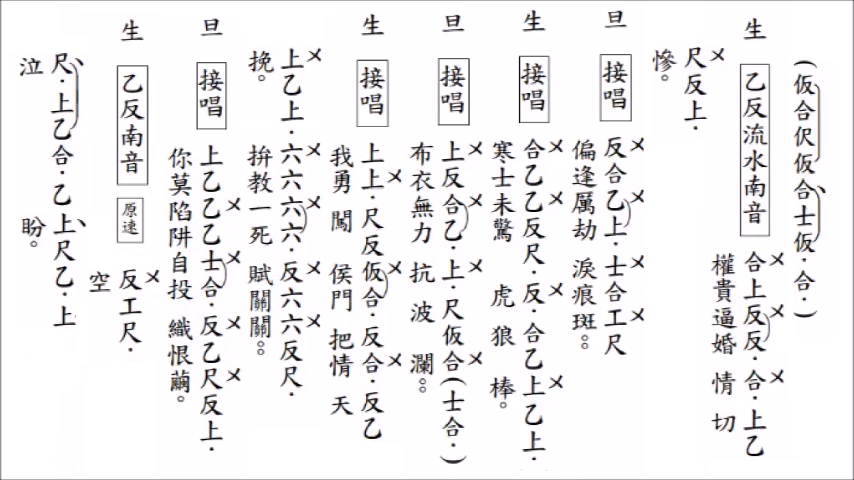 (仮合伬仮合士仮·合·)
生 乙反流水南音 合上反反·合·上乙
權貴逼婚 情 切
尺反上·
慘。
旦 接唱 反合乙上·士合工尺
偏逢厲劫 淚痕斑。。
生 接唱 合乙乙反尺·反·合乙上乙上·
寒士未驚 虎 狼 棒。
旦 接唱 上反合乙·上·尺仮合(士合·)
布衣無力 抗 波 瀾。。
生 接唱 上上·尺反仮合·反合·反乙
我勇 闖 侯門 把情 天
上乙上·六六六六·反六六反尺·
挽。 拚教一死 賦關關。。
旦 接唱 上乙乙乙士合·反乙尺反上·
你莫陷阱自投 織恨繭。
生 乙反南音 原速 反工尺·
空
尺·上乙合·乙上尺乙·上
泣 盼。